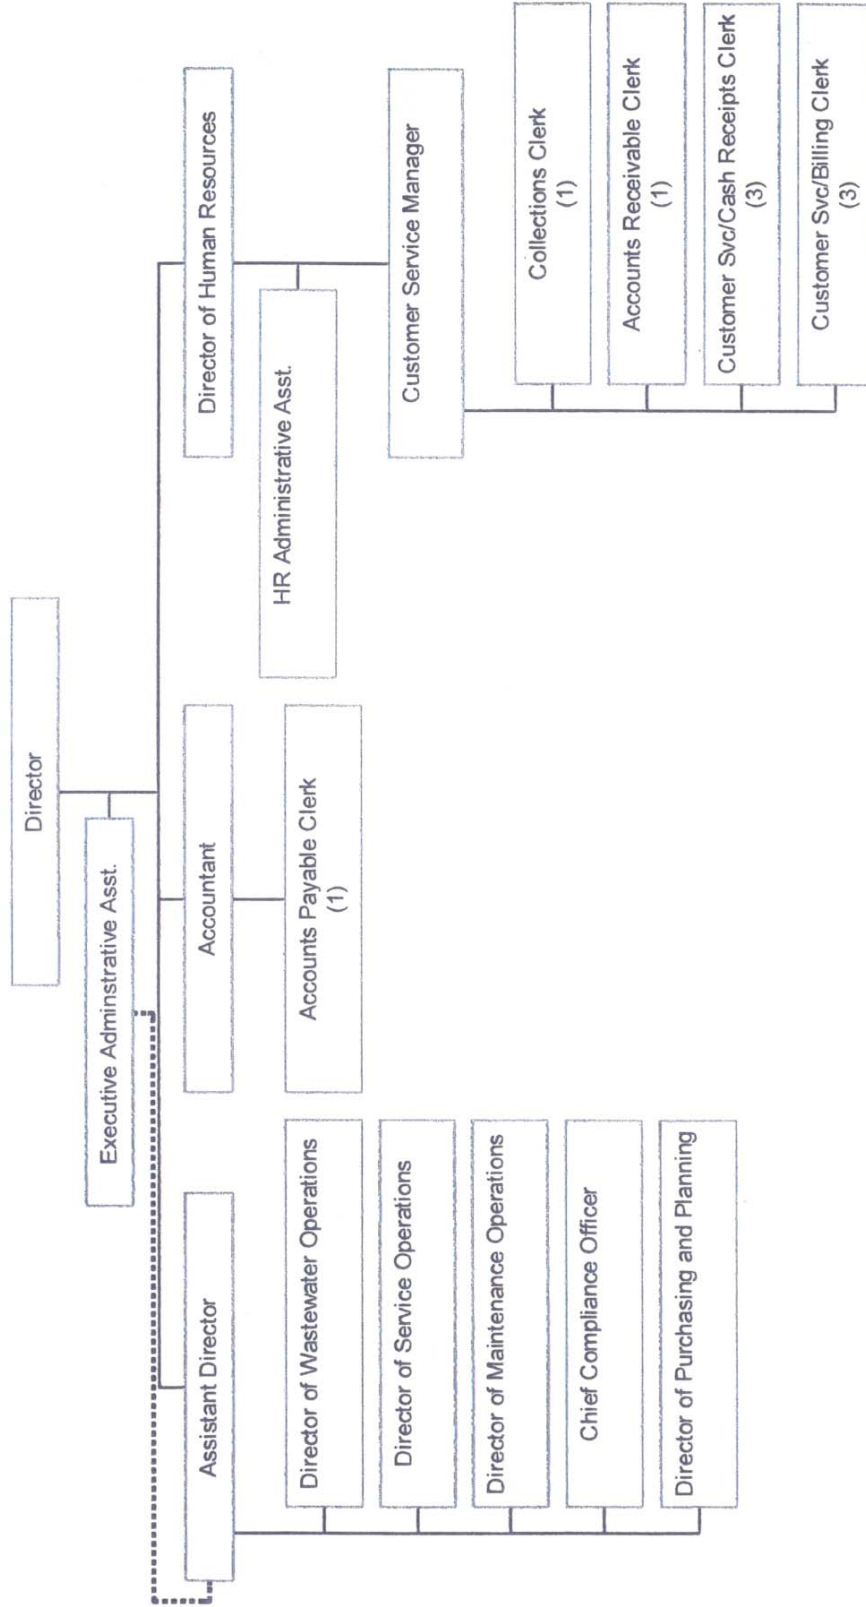 Director
Executive Adminstrative Asst.
Assistant Director
Accountant
Director of Human Resources
Director of Wastewater Operations
Director of Service Operations
Director of Maintenance Operations
Chief Compliance Officer
Director of Purchasing and Planning
Accounts Payable Clerk
(1)
HR Administrative Asst.
Customer Service Manager
Collections Clerk
(1)
Accounts Receivable Clerk
(1)
Customer Svc/Cash Receipts Clerk
(3)
Customer Svc/Billing Clerk
(3)